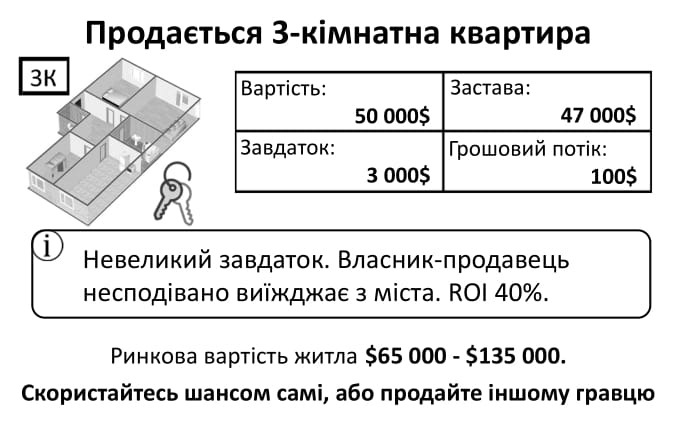 Продається 3-кімнатна квартира
3К
Вартість:
50 000$
Застава:
47 000$
Завдаток:
3 000$
Грошовий потік:
100$
i
Невеликий завдаток. Власник-продавець
несподівано виїжджає з міста. ROI 40%.
Ринкова вартість житла $65 000 - $135 000.
Скористайтесь шансом самі, або продайте іншому гравцю